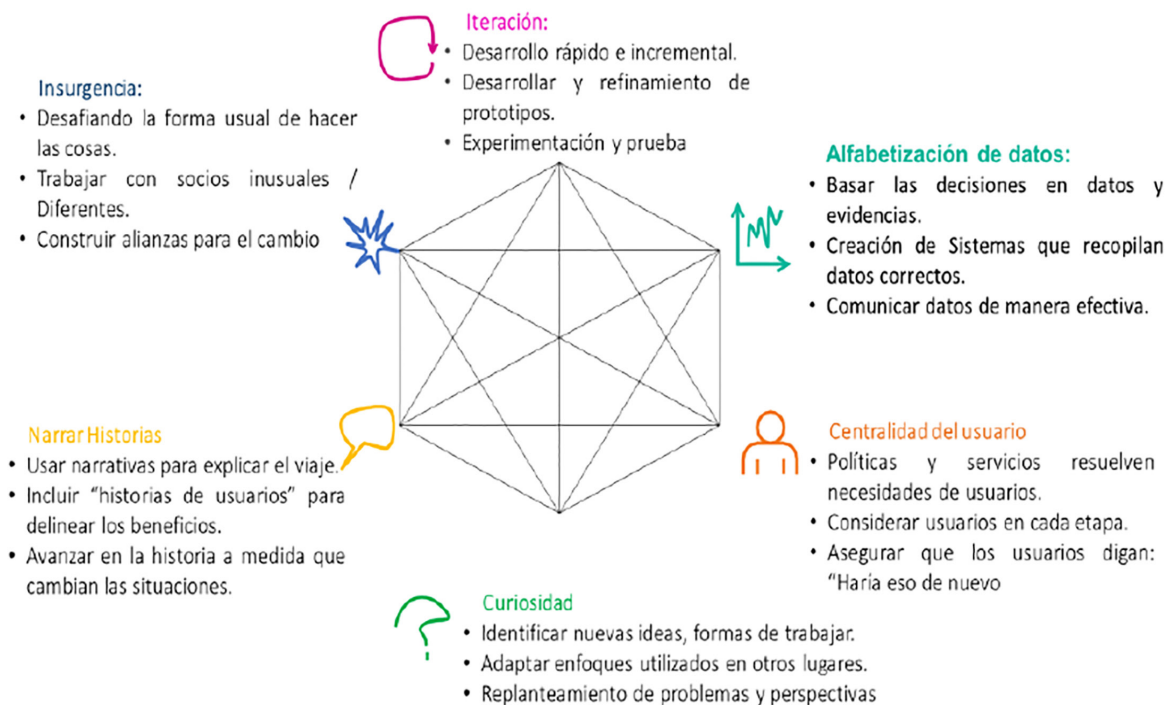 Iteración:
• Desarrollo rápido e incremental.
• Desarrollar y refinamiento de
prototipos.
• Experimentación y prueba
Insurgencia:
• Desafiando la forma usual de hacer
las cosas.
• Trabajar con socios inusuales /
Diferentes.
• Construir alianzas para el cambio
Alfabetización de datos:
• Basar las decisiones en datos y
evidencias.
• Creación de Sistemas que recopilan
datos correctos.
• Comunicar datos de manera efectiva.
Narrar Historias
• Usar narrativas para explicar el viaje.
• Incluir “historias de usuarios” para
delinear los beneficios.
• Avanzar en la historia a medida que
cambian las situaciones.
Centralidad del usuario
• Políticas y servicios resuelven
necesidades de usuarios.
• Considerar usuarios en cada etapa.
• Asegurar que los usuarios digan:
“Haría eso de nuevo
Curiosidad
• Identificar nuevas ideas, formas de trabajar.
• Adaptar enfoques utilizados en otros lugares.
• Replanteamiento de problemas y perspectivas